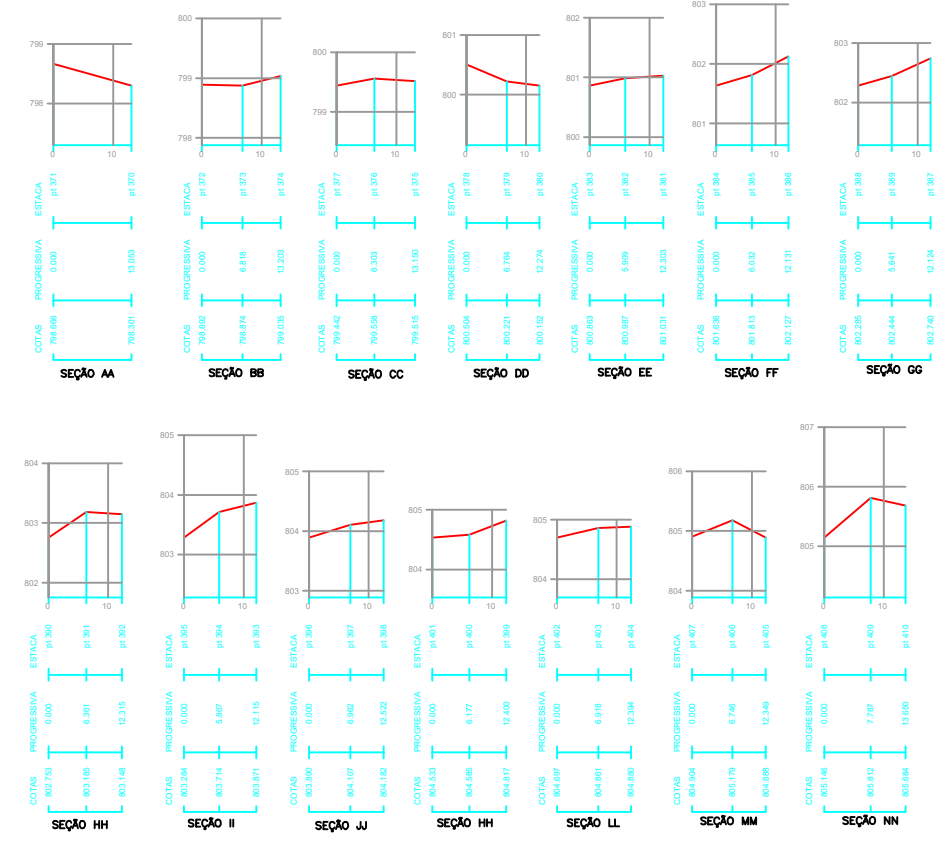 799
798
0
10
ESTACA
pt 371
pt 370
PROGRESSIVA
0.000
13.053
COTAS
798.666
798.301
SEÇÃO AA
800
799
798
0
10
ESTACA
pt 372
pt 373
pt 374
PROGRESSIVA
0.000
6.818
13.203
COTAS
798.892
798.874
799.035
SEÇÃO BB
800
799
0
10
ESTACA
pt 377
pt 376
pt 375
PROGRESSIVA
0.000
6.303
13.150
COTAS
799.442
799.558
799.515
SEÇÃO CC
801
800
0
10
ESTACA
pt 378
pt 379
pt 380
PROGRESSIVA
0.000
6.764
12.274
COTAS
800.504
800.221
800.152
SEÇÃO DD
802
801
800
0
10
ESTACA
pt 383
pt 382
pt 381
PROGRESSIVA
0.000
5.909
12.303
COTAS
800.863
800.987
801.031
SEÇÃO EE
803
802
801
0
10
ESTACA
pt 384
pt 385
pt 386
PROGRESSIVA
0.000
6.032
12.131
COTAS
801.636
801.813
802.127
SEÇÃO FF
803
802
0
10
ESTACA
pt 388
pt 389
pt 387
PROGRESSIVA
0.000
5.641
12.124
COTAS
802.285
802.444
802.740
SEÇÃO GG
804
803
802
0
10
ESTACA
pt 390
pt 391
pt 392
PROGRESSIVA
0.000
6.361
12.315
COTAS
802.753
803.186
803.148
SEÇÃO HH
805
804
803
0
10
ESTACA
pt 395
pt 394
pt 393
PROGRESSIVA
0.000
5.887
12.115
COTAS
803.284
803.714
803.871
SEÇÃO II
805
804
803
0
10
ESTACA
pt 396
pt 397
pt 398
PROGRESSIVA
0.000
6.962
12.522
COTAS
803.890
804.107
804.182
SEÇÃO JJ
805
804
0
10
ESTACA
pt 401
pt 400
pt 399
PROGRESSIVA
0.000
6.177
12.400
COTAS
804.533
804.586
804.817
SEÇÃO HH
805
804
0
10
ESTACA
pt 402
pt 403
pt 404
PROGRESSIVA
0.000
6.918
12.394
COTAS
804.697
804.861
SEÇÃO LL
806
805
804
0
10
ESTACA
pt 407
pt 406
pt 405
PROGRESSIVA
0.000
6.746
12.349
COTAS
804.904
805.179
804.888
SEÇÃO MM
807
806
805
0
10
ESTACA
pt 408
pt 409
pt 410
PROGRESSIVA
0.000
7.787
13.650
COTAS
805.146
805.812
805.684
SEÇÃO NN